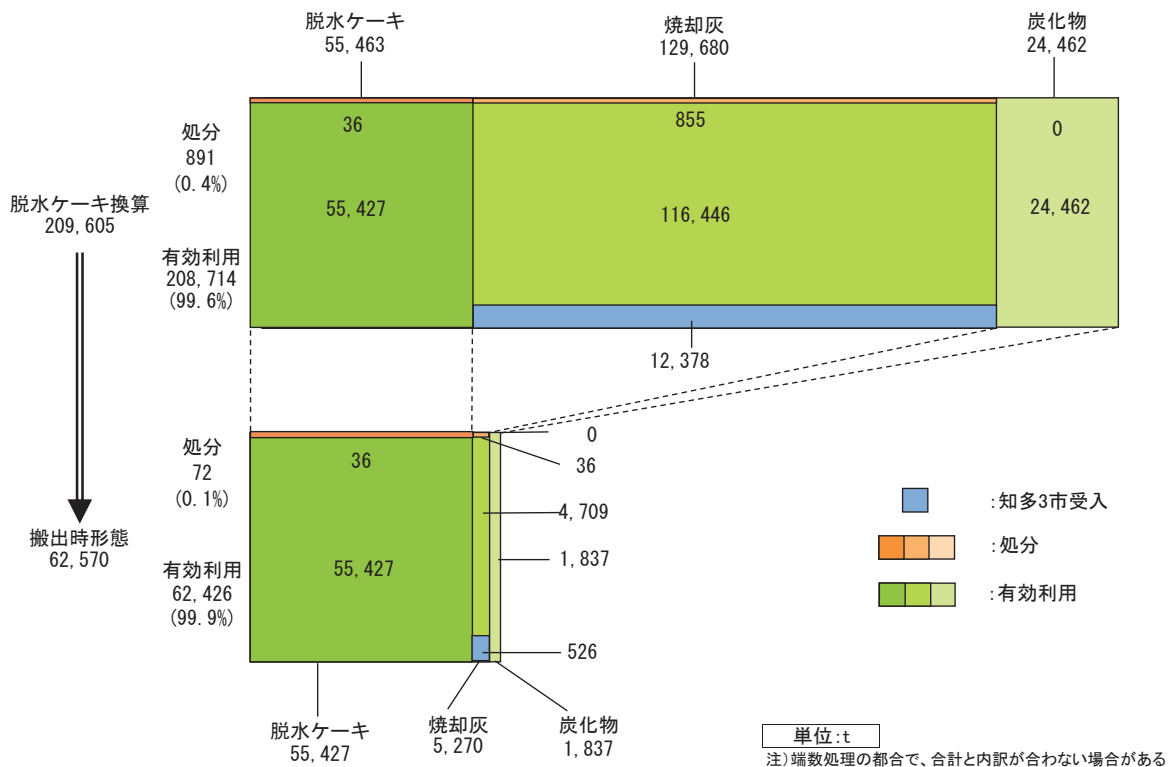 脱水ケーキ
55,463
焼却灰
129,680
炭化物
24,462
処分
891
(0.4%)
36
855
0
脱水ケーキ換算
209,605
55,427
116,446
24,462
有効利用
208,714
(99.6%)
12,378
処分
72
(0.1%)
36
0
36
4,709
1,837
526
搬出時形態
62,570
有効利用
62,426
(99.9%)
55,427
:知多3市受入
:処分
:有効利用
脱水ケーキ
55,427
焼却灰
5,270
炭化物
1,837
単位:t
注)端数処理の都合で、合計と内訳が合わない場合がある